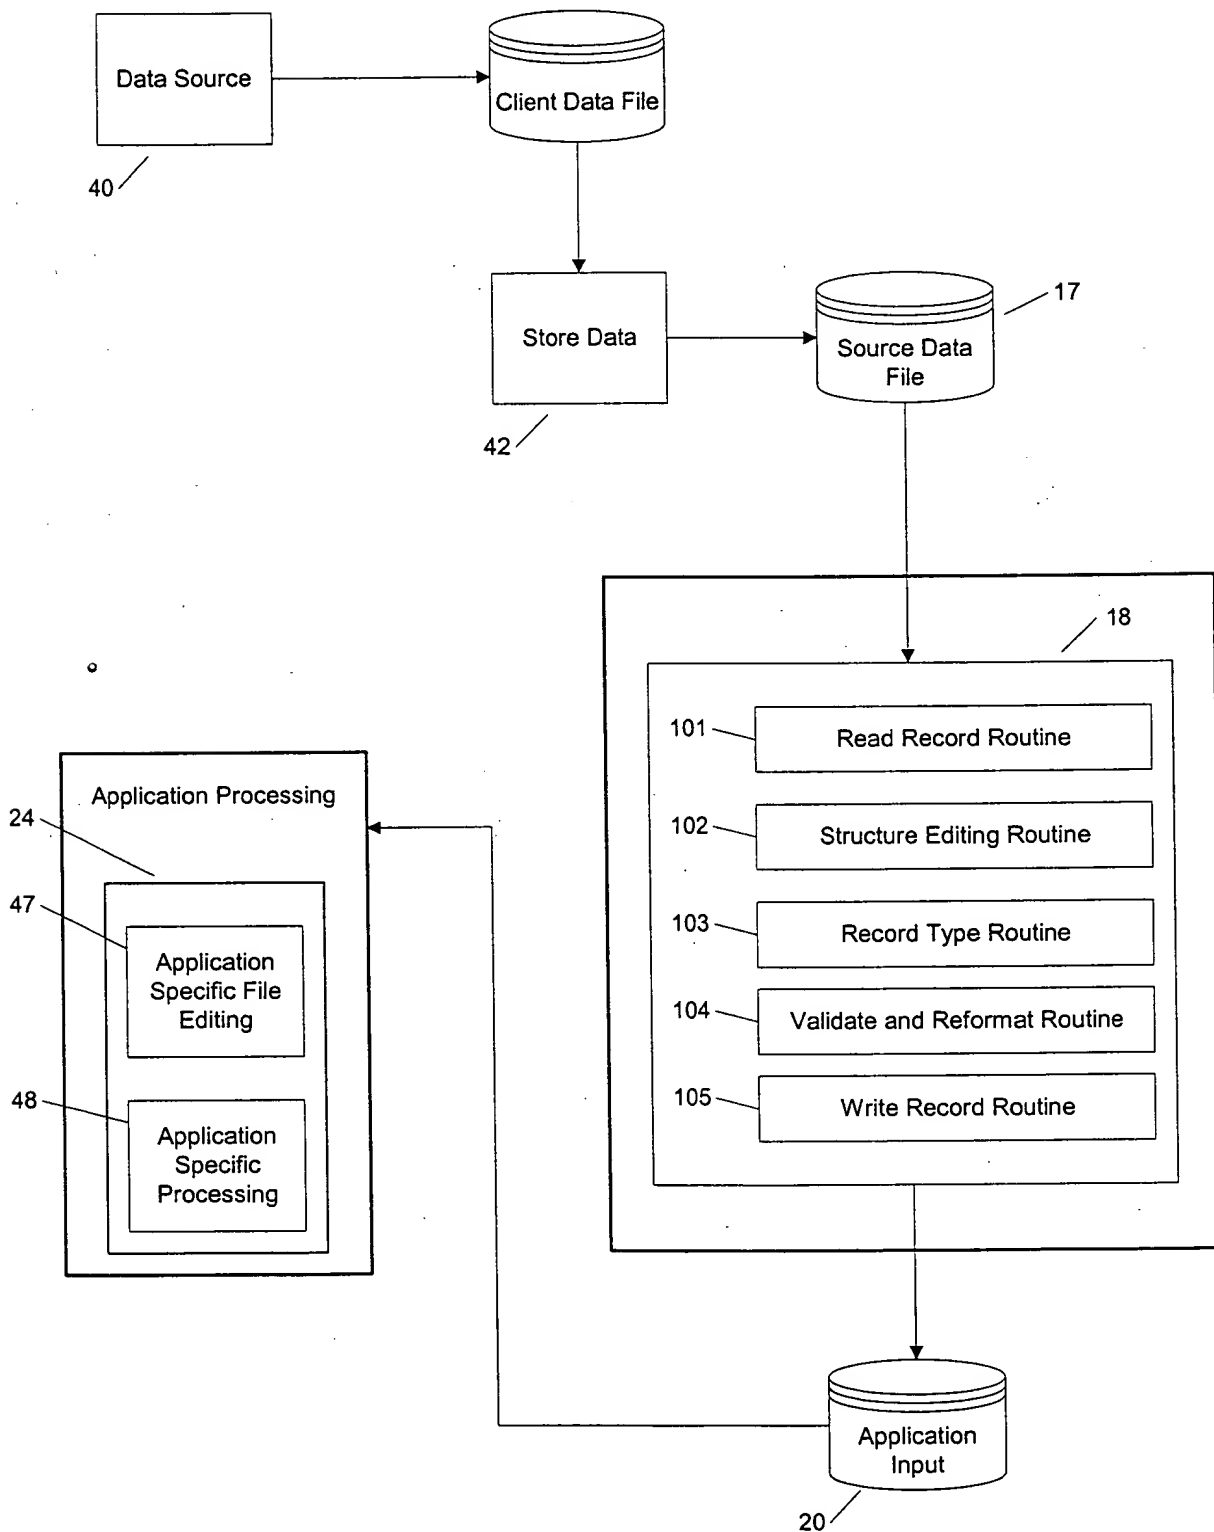 Data Source
Client Data File
40
Store Data
Source Data
File
17
42
18
101
Read Record Routine
102
Structure Editing Routine
103
Record Type Routine
104
Validate and Reformat Routine
105
Write Record Routine
Application Processing
24
47
Application
Specific File
Editing
48
Application
Specific
Processing
Application
Input
20